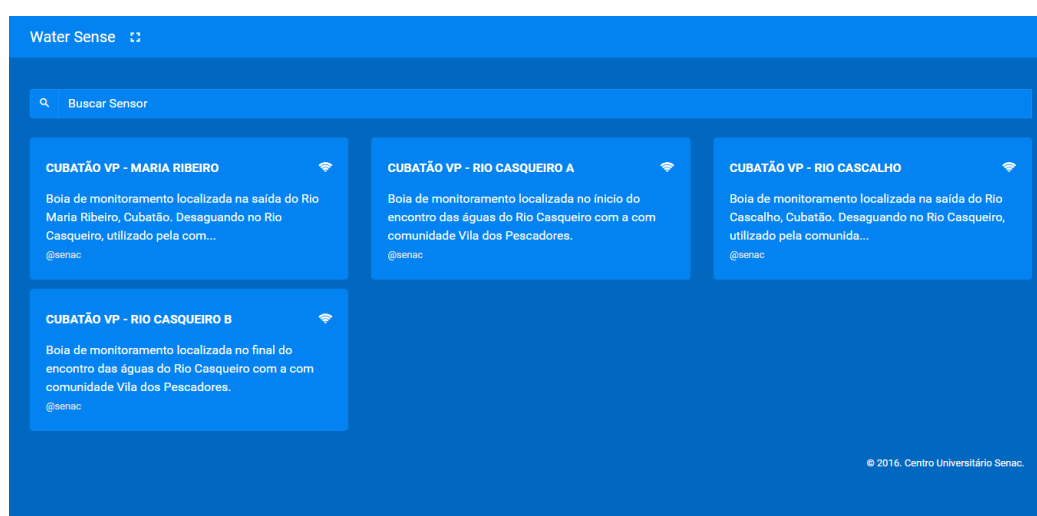 Water Sense
Buscar Sensor
CUBATÃO VP - MARIA RIBEIRO
Boia de monitoramento localizada na saída do Rio
Maria Ribeiro, Cubatão. Desaguando no Rio
Casqueiro, utilizado pela com...
@senac
CUBATÃO VP - RIO CASQUEIRO A
Boia de monitoramento localizada no ínicio do
encontro das águas do Rio Casqueiro com a com
comunidade Vila dos Pescadores.
@senac
CUBATÃO VP - RIO CASCALHO
Boia de monitoramento localizada na saída do Rio
Cascalho, Cubatão. Desaguando no Rio Casqueiro,
utilizado pela comunida...
@senac
CUBATÃO VP - RIO CASQUEIRO B
Boia de monitoramento localizada no final do
encontro das águas do Rio Casqueiro com a com
comunidade Vila dos Pescadores.
@senac
© 2016. Centro Universitário Senac.